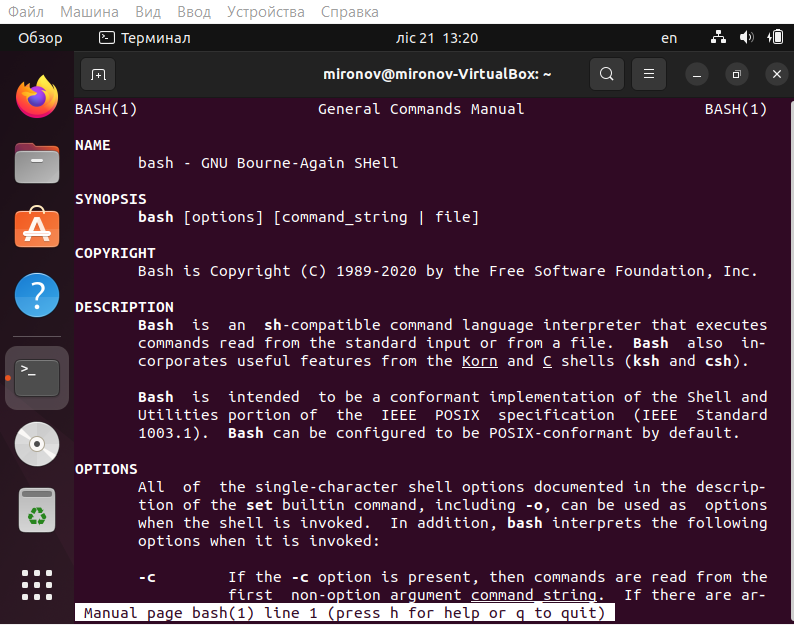 Файл Машина Вид Ввод Устройства Справка
Обзор Терминал ліс 21 13:20 en
mironov@mironov-VirtualBox: ~
BASH(1) General Commands Manual BASH(1)
NAME
bash - GNU Bourne-Again SHell
SYNOPSIS
bash [options] [command_string | file]
COPYRIGHT
Bash is Copyright (C) 1989-2020 by the Free Software Foundation, Inc.
DESCRIPTION
Bash is an sh-compatible command language interpreter that executes
commands read from the standard input or from a file. Bash also in-
corporates useful features from the Korn and C shells (ksh and csh).
Bash is intended to be a conformant implementation of the Shell and
Utilities portion of the IEEE POSIX specification (IEEE Standard
1003.1). Bash can be configured to be POSIX-conformant by default.
OPTIONS
All of the single-character shell options documented in the descrip-
tion of the set builtin command, including -o, can be used as options
when the shell is invoked. In addition, bash interprets the following
options when it is invoked:
-c If the -c option is present, then commands are read from the
first non-option argument command_string. If there are ar-
Manual page bash(1) line 1 (press h for help or q to quit)